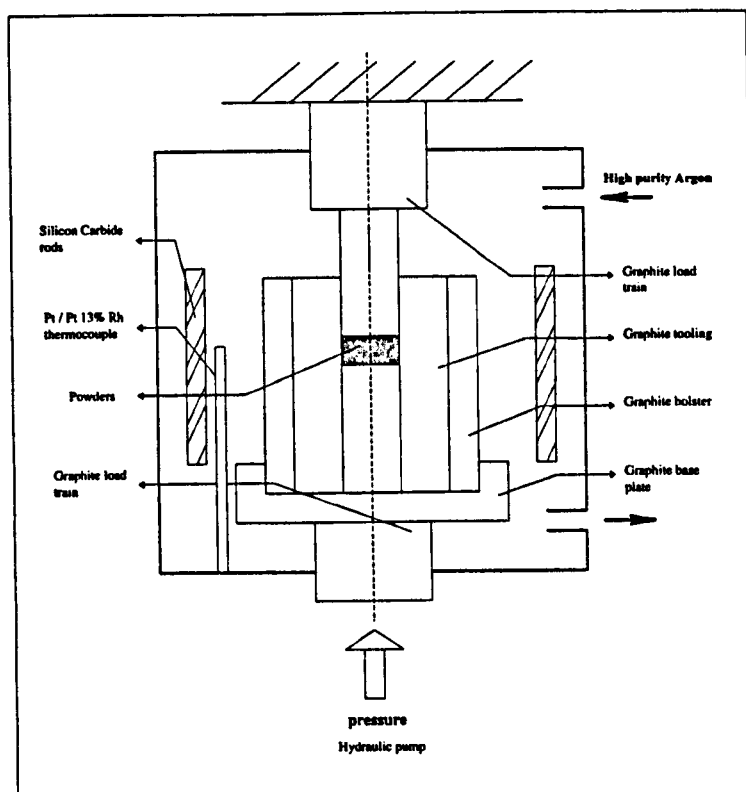 High purity Argon
Silicon Carbide
rods
Graphite load
train
Pt / Pt 13% Rh
thermocouple
Graphite tooling
Powders
Graphite bolster
Graphite load
train
Graphite base
plate
pressure
Hydraulic pump